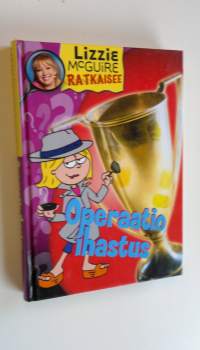 Lizzie
McGUIRE
RATKAISEE
Operaatio
ihastus